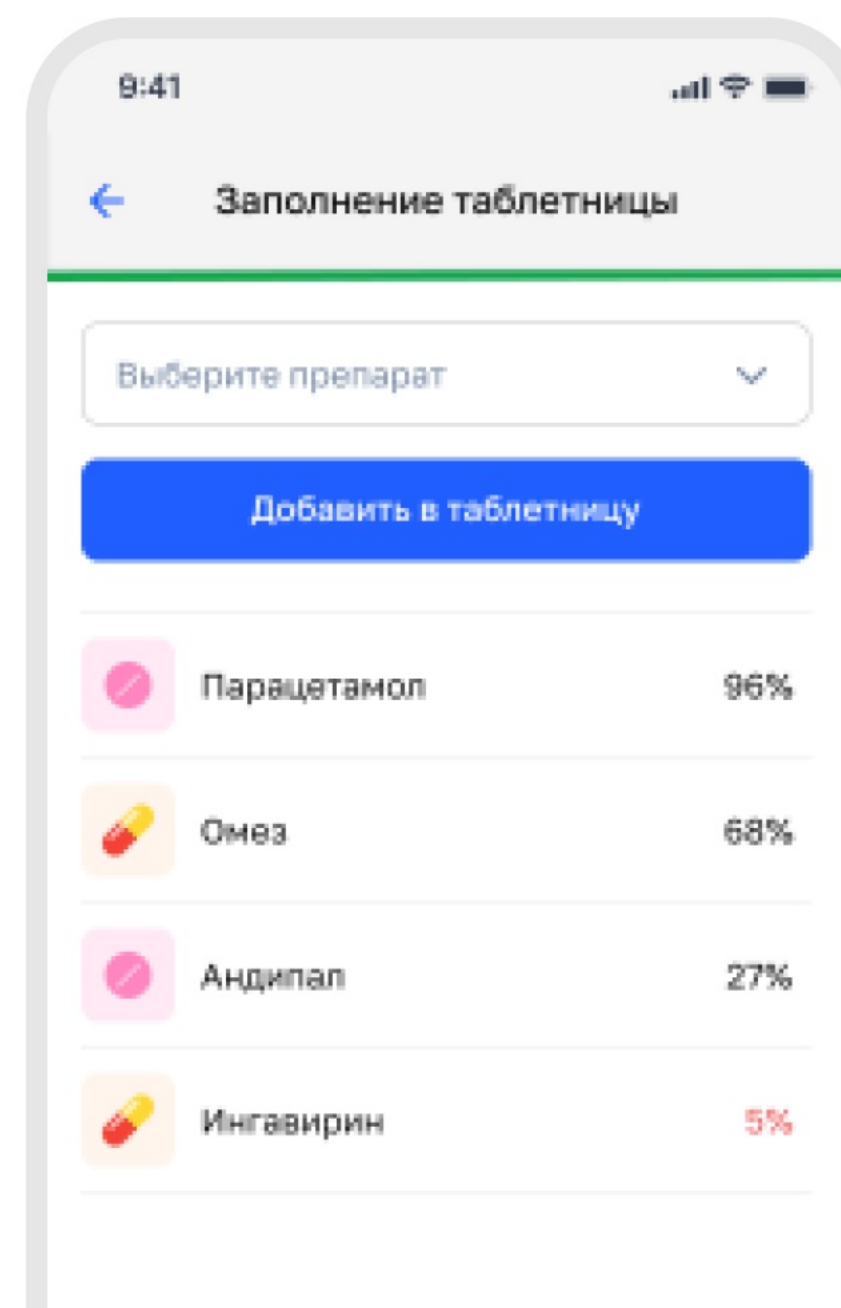 9:41
Заполнение таблетницы
Выберите препарат
Добавить в таблетницу
Парацетамол 96%
Омез 68%
Андипал 27%
Ингавирин 5%